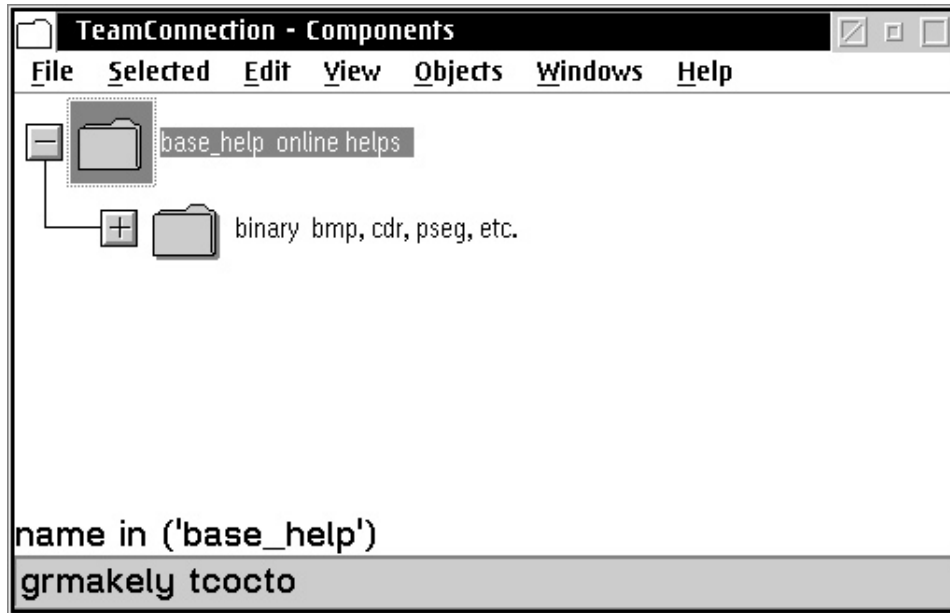 TeamConnection - Components
File Selected Edit View Objects Windows Help
base_help online helps
binary bmp, cdr, pseg, etc.
name in ('base_help')
grmakely tcocto